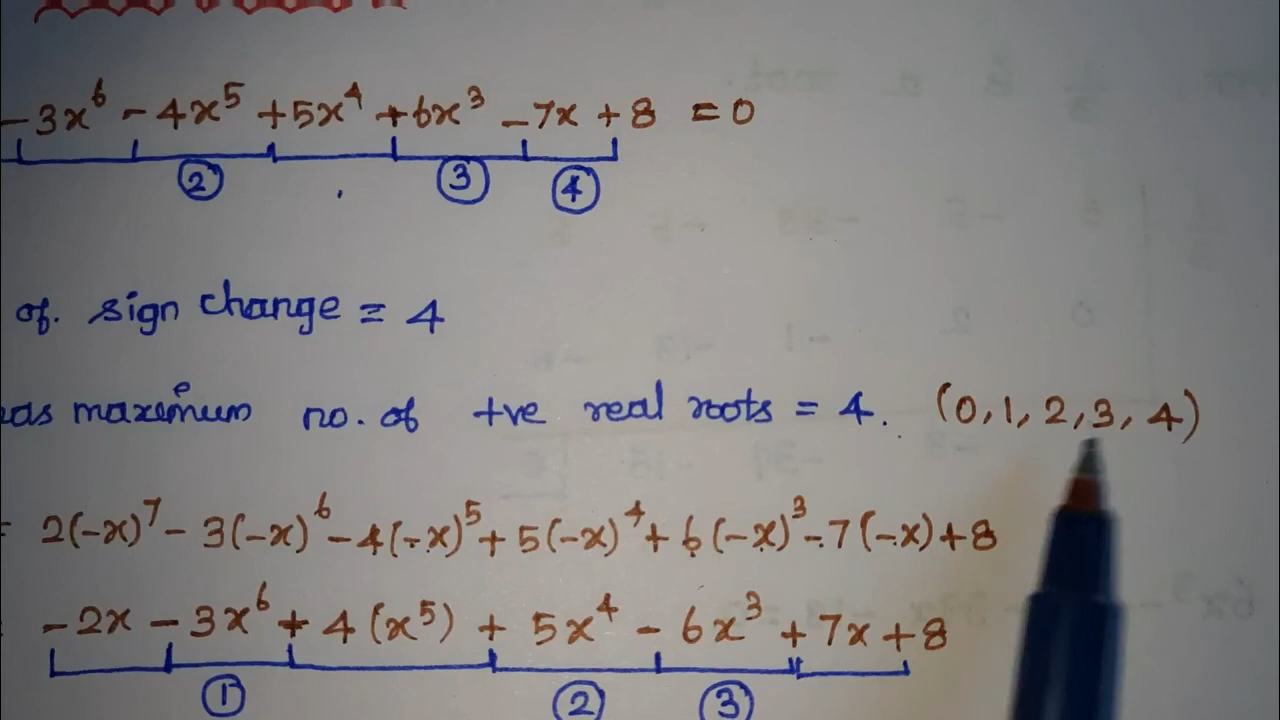 -3x⁶ - 4x⁵ + 5x⁴ + 6x³ - 7x + 8 = 0
② ③ ④
of. sign change = 4
maximum no. of +ve real roots = 4. (0, 1, 2, 3, 4)
2(-x)⁷ - 3(-x)⁶ - 4(-x)⁵ + 5(-x)⁴ + 6(-x)³ - 7(-x) + 8
-2x - 3x⁶ + 4(x⁵) + 5x⁴ - 6x³ + 7x + 8
① ② ③